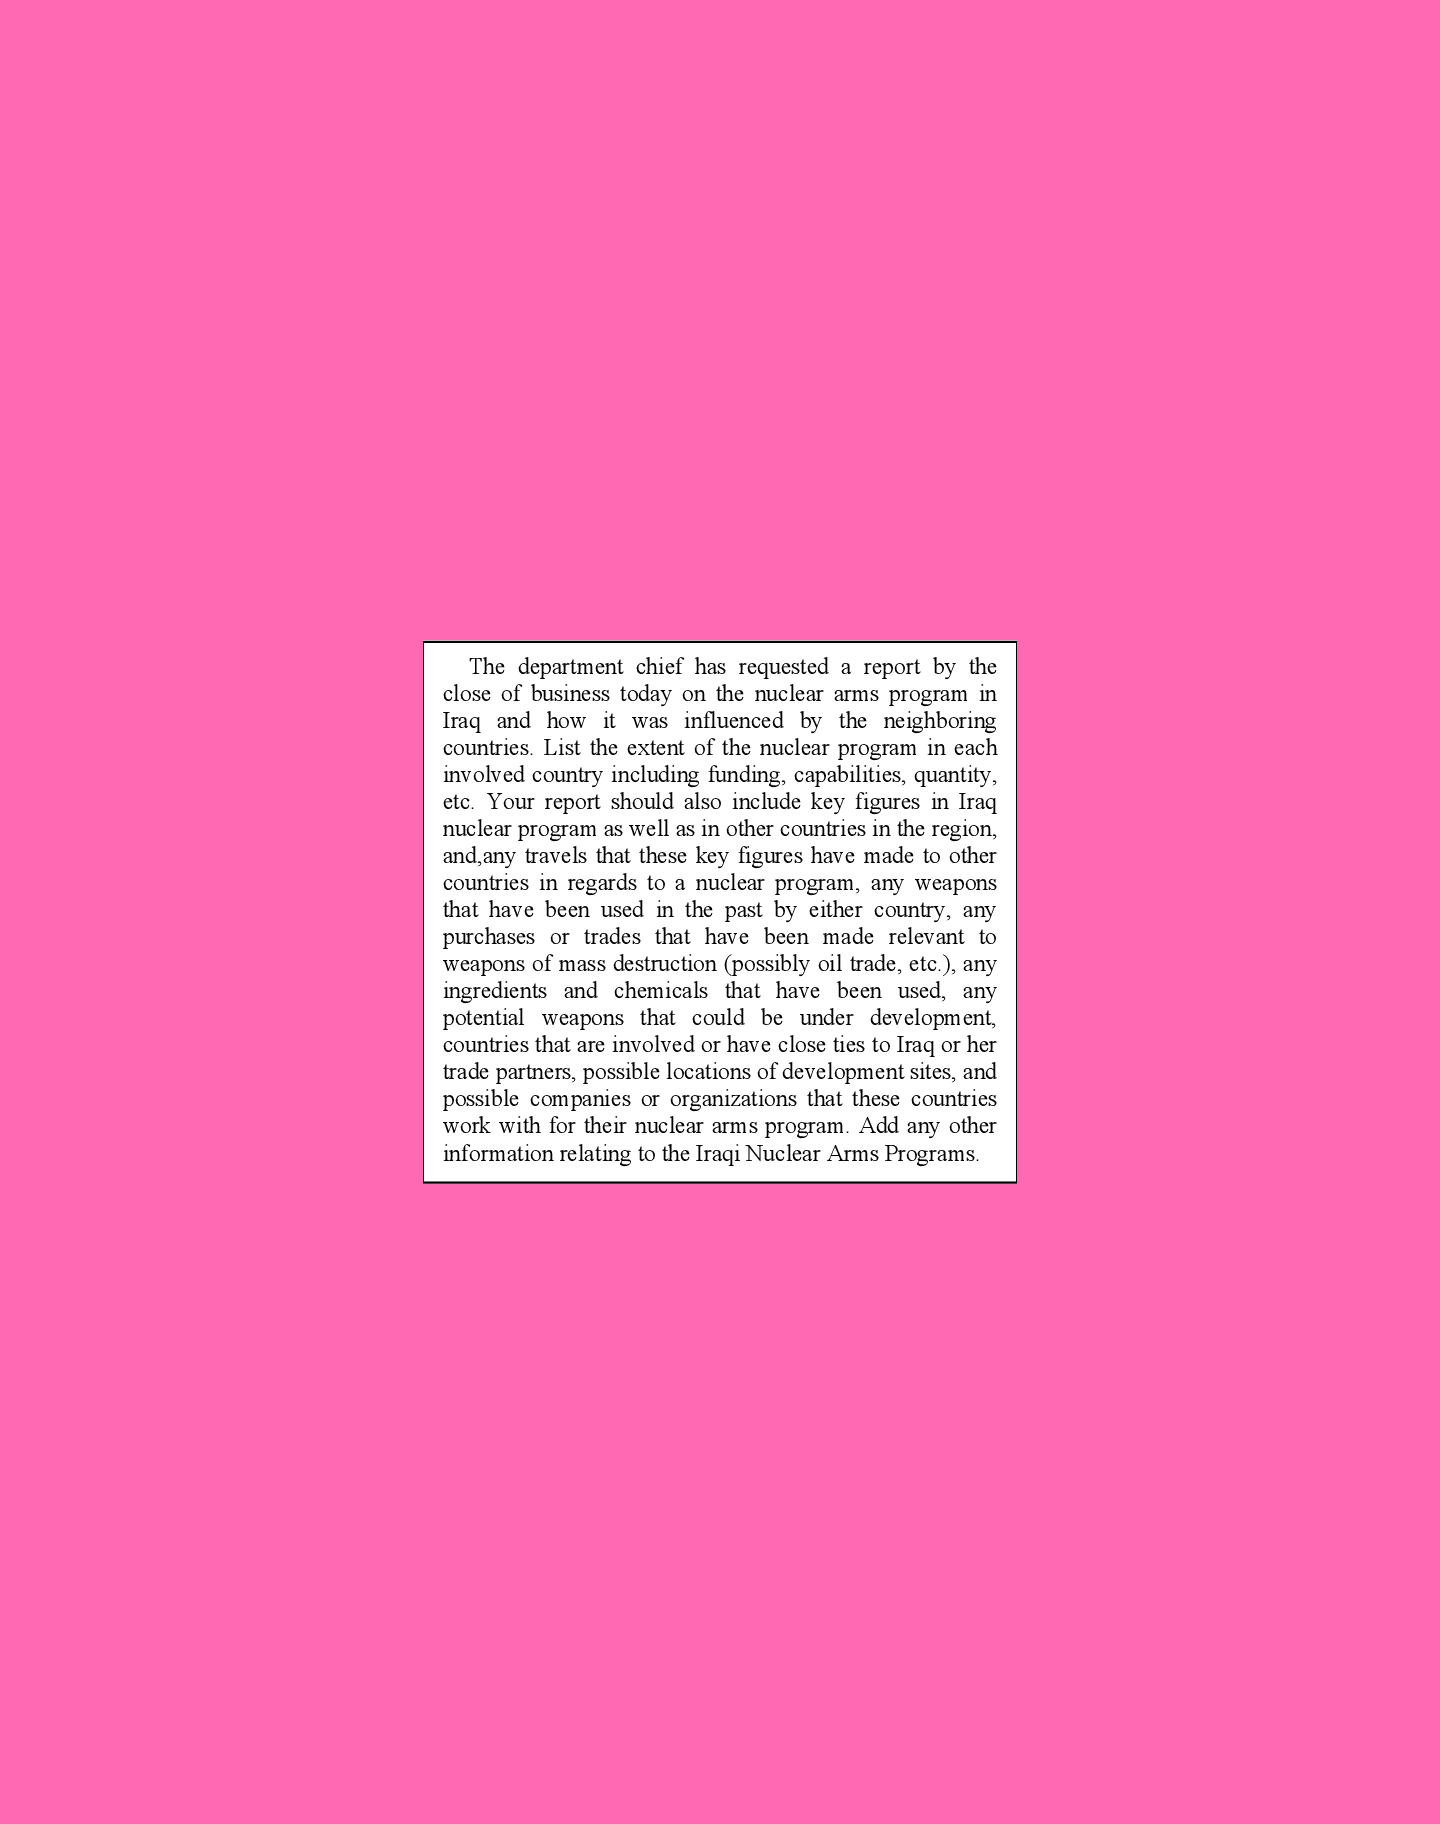 The department chief has requested a report by the
close of business today on the nuclear arms program in
Iraq and how it was influenced by the neighboring
countries. List the extent of the nuclear program in each
involved country including funding, capabilities, quantity,
etc. Your report should also include key figures in Iraq
nuclear program as well as in other countries in the region,
and,any travels that these key figures have made to other
countries in regards to a nuclear program, any weapons
that have been used in the past by either country, any
purchases or trades that have been made relevant to
weapons of mass destruction (possibly oil trade, etc.), any
ingredients and chemicals that have been used, any
potential weapons that could be under development,
countries that are involved or have close ties to Iraq or her
trade partners, possible locations of development sites, and
possible companies or organizations that these countries
work with for their nuclear arms program. Add any other
information relating to the Iraqi Nuclear Arms Programs.